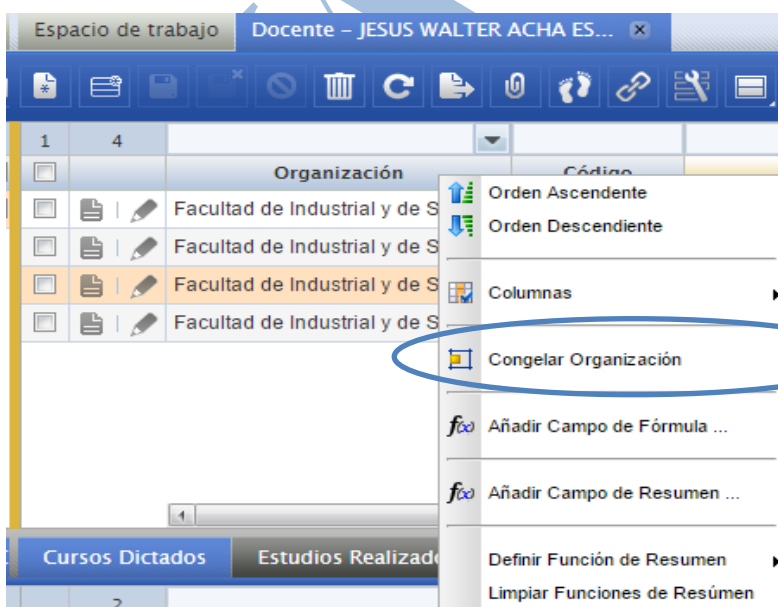 Espacio de trabajo
Docente – JESUS WALTER ACHA ES...
1 4
Organización
Código
Facultad de Industrial y de S
Facultad de Industrial y de S
Facultad de Industrial y de S
Facultad de Industrial y de S
Orden Ascendente
Orden Descendiente
Columnas
Congelar Organización
f(x) Añadir Campo de Fórmula ...
f(x) Añadir Campo de Resumen ...
Definir Función de Resumen
Limpiar Funciones de Resúmen
Cursos Dictados
Estudios Realizad
2